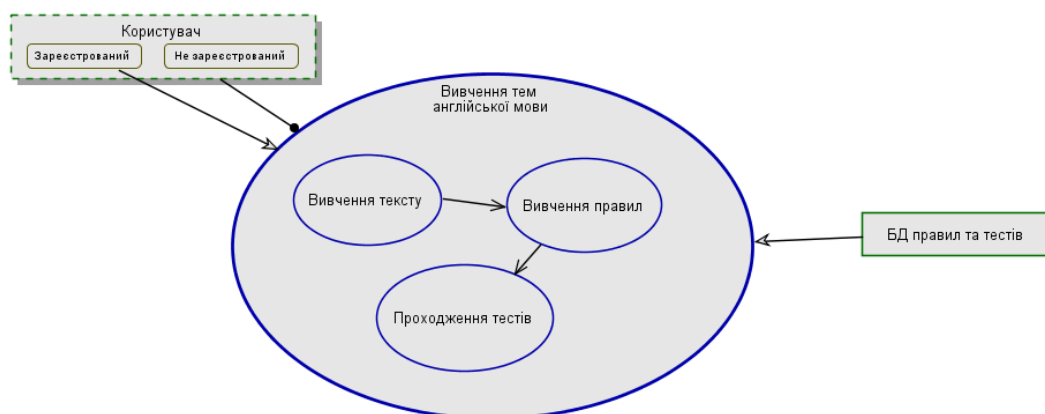 Користувач
Зареєстрований
Не зареєстрований
Вивчення тем
англійської мови
Вивчення тексту
Вивчення правил
БД правил та тестів
Проходження тестів